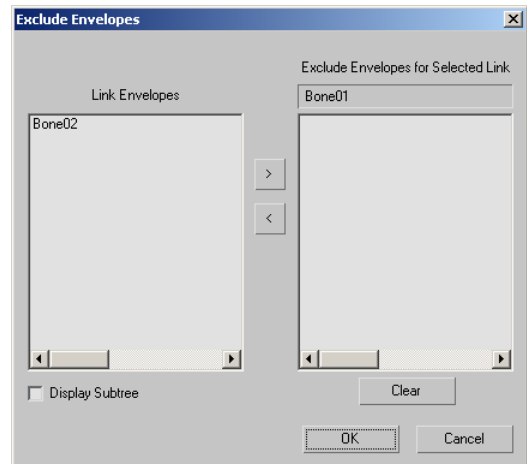 Exclude Envelopes
Exclude Envelopes for Selected Link
Link Envelopes
Bone01
Bone02
>
<
Display Subtree
Clear
OK
Cancel